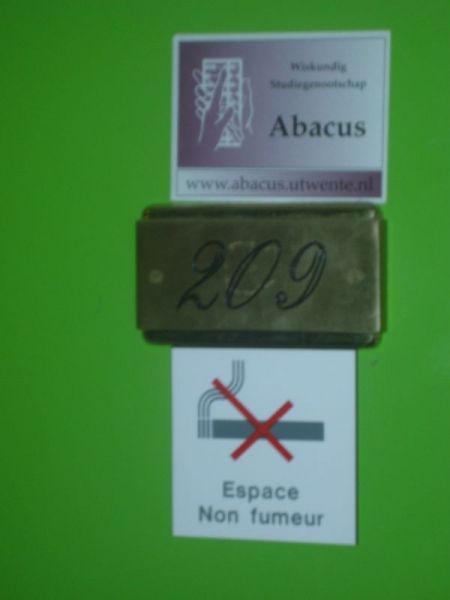 Wiskundig
Studiegenootschap
Abacus
www.abacus.utwente.nl
209
Espace
Non fumeur